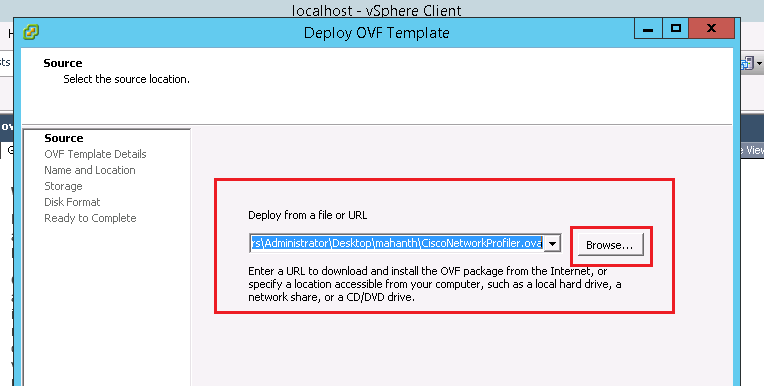 localhost - vSphere Client
Deploy OVF Template
Source
Select the source location.
Source
OVF Template Details
Name and Location
Storage
Disk Format
Ready to Complete
Deploy from a file or URL
rs\Administrator\Desktop\mahanth\CiscoNetworkProfiler.ova
Browse...
Enter a URL to download and install the OVF package from the Internet, or
specify a location accessible from your computer, such as a local hard drive, a
network share, or a CD/DVD drive.